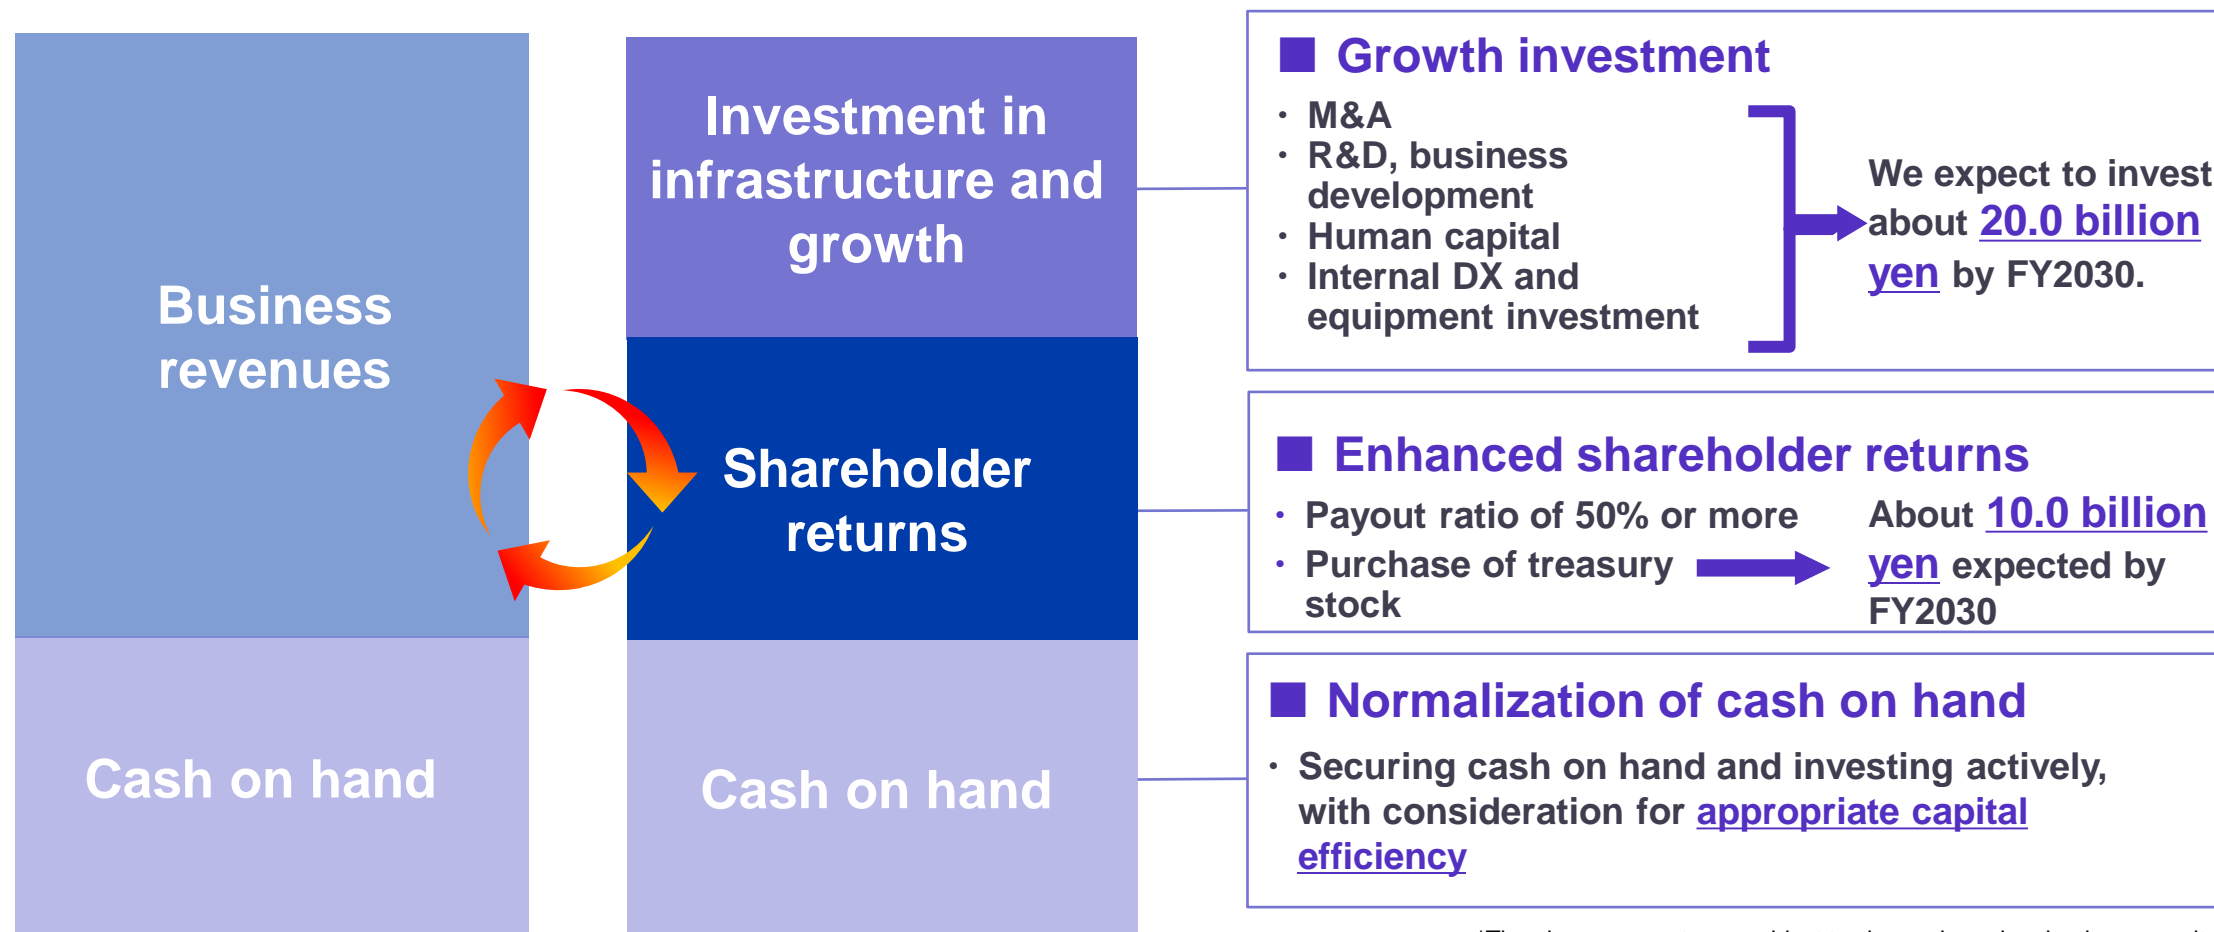 Business
revenues
Cash on hand
Investment in
infrastructure and
growth
Shareholder
returns
Cash on hand
■ Growth investment
・ M&A
・ R&D, business
development
・ Human capital
・ Internal DX and
equipment investment
We expect to invest
about 20.0 billion
yen by FY2030.
■ Enhanced shareholder returns
・ Payout ratio of 50% or more
・ Purchase of treasury
stock
About 10.0 billion
yen expected by
FY2030
■ Normalization of cash on hand
・ Securing cash on hand and investing actively,
with consideration for appropriate capital
efficiency